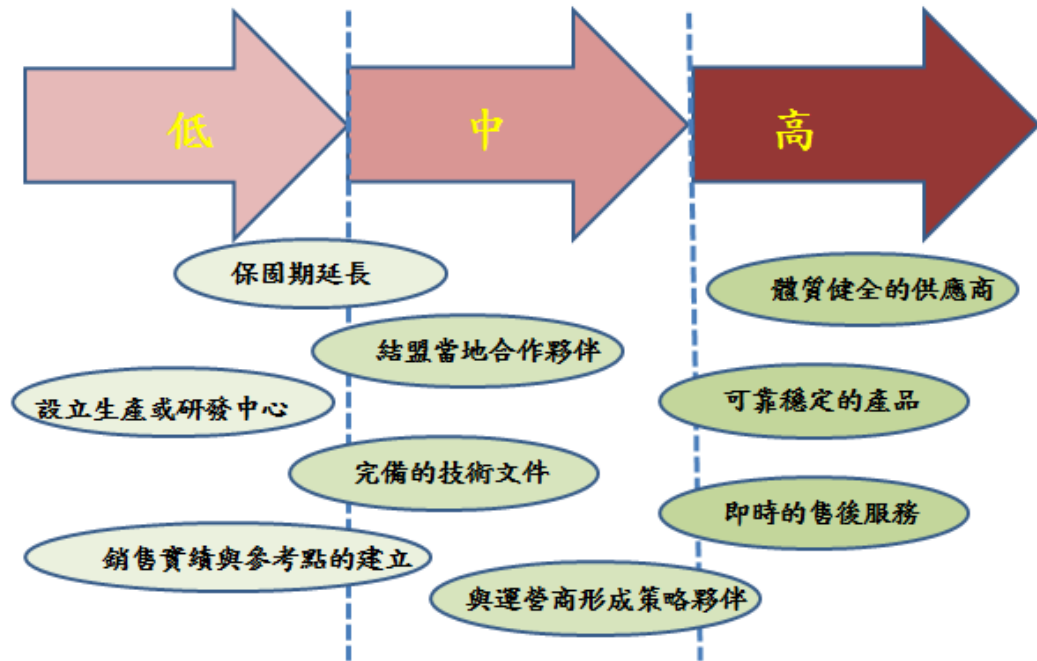 低
中
高
保固期延長
體質健全的供應商
結盟當地合作夥伴
設立生產或研發中心
可靠穩定的產品
完備的技術文件
即時的售後服務
銷售實績與參考點的建立
與運營商形成策略夥伴